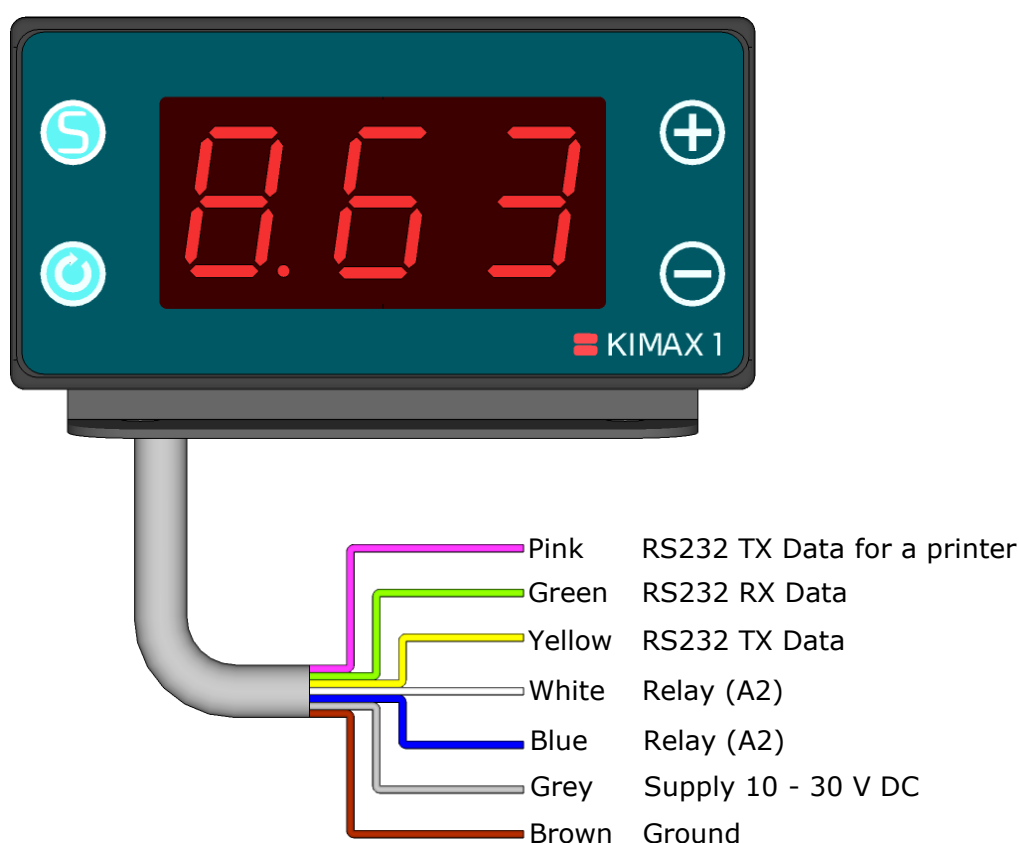 S
8.63
KIMAX 1
Pink RS232 TX Data for a printer
Green RS232 RX Data
Yellow RS232 TX Data
White Relay (A2)
Blue Relay (A2)
Grey Supply 10 - 30 V DC
Brown Ground